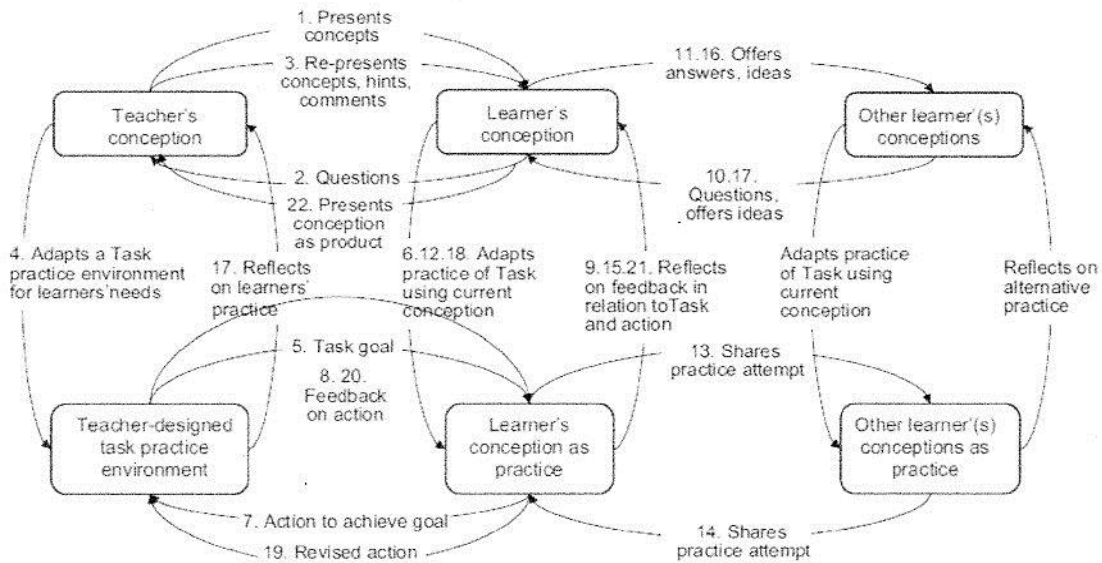 1. Presents
concepts
3. Re-presents
concepts, hints,
comments
11.16. Offers
answers, ideas
Teacher's
conception
Learner's
conception
Other learner'(s)
conceptions
2. Questions
22. Presents
conception
as product
10.17.
Questions,
offers ideas
4. Adapts a Task
practice environment
for learners'needs
17. Reflects
on learners'
practice
6.12.18. Adapts
practice of Task
using current
conception
9.15.21. Reflects
on feedback in
relation toTask
and action
Adapts practice
of Task using
current
conception
Reflects on
alternative
practice
5. Task goal
8. 20.
Feedback
on action
13. Shares
practice attempt
Teacher-designed
task practice
environment
Learner's
conception as
practice
Other learner'(s)
conceptions as
practice
7. Action to achieve goal
19. Revised action
14. Shares
practice attempt